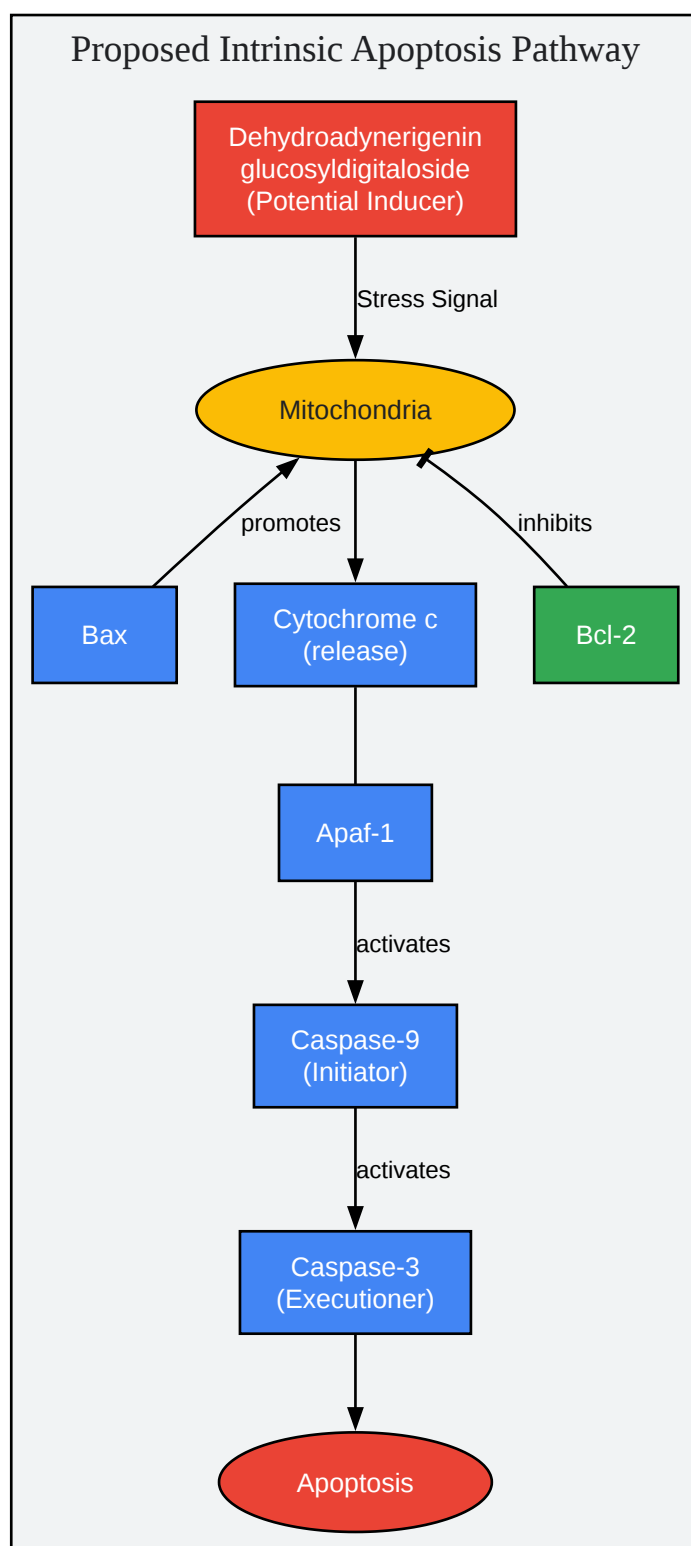 Proposed Intrinsic Apoptosis Pathway
Dehydroadynerigenin
glucosyldigitaloside
(Potential Inducer)
Stress Signal
Mitochondria
promotes
inhibits
Bax
Cytochrome c
(release)
Bcl-2
Apaf-1
activates
Caspase-9
(Initiator)
activates
Caspase-3
(Executioner)
Apoptosis